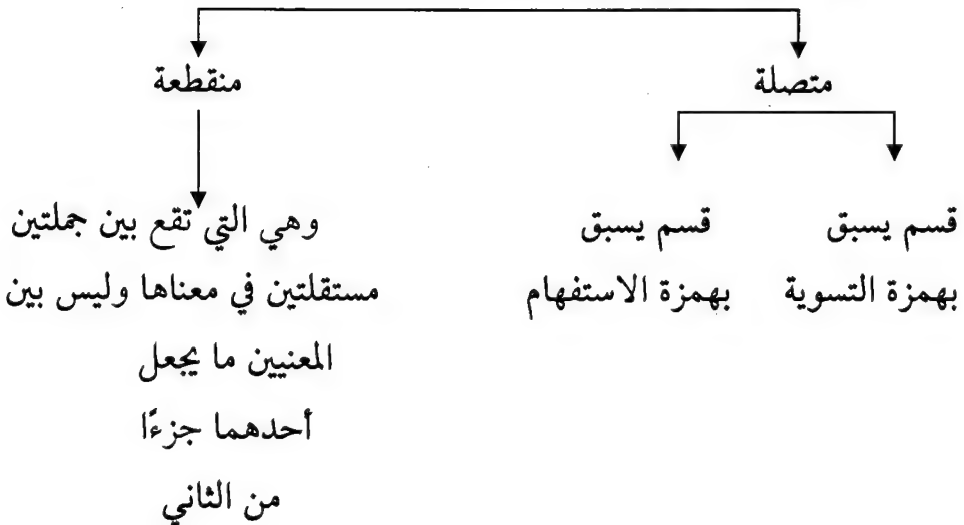 متصلة
منقطعة
قسم يسبق
بهمزة التسوية
قسم يسبق
بهمزة الاستفهام
وهي التي تقع بين جملتين
مستقلتين في معناها وليس بين
المعنيين ما يجعل
أحدهما جزءًا
من الثاني